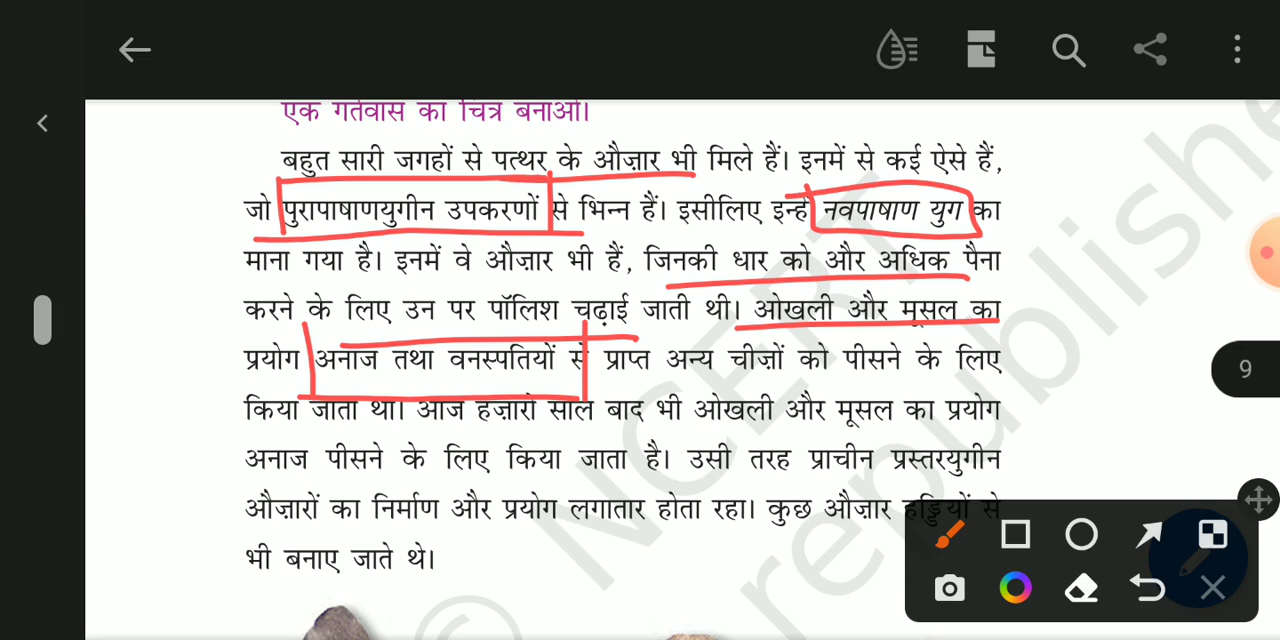 एक गर्तवास का चित्र बनाओ।
बहुत सारी जगहों से पत्थर के औज़ार भी मिले हैं। इनमें से कई ऐसे हैं,
जो पुरापाषाणयुगीन उपकरणों से भिन्न हैं। इसीलिए इन्हें नवपाषाण युग का
माना गया है। इनमें वे औज़ार भी हैं, जिनकी धार को और अधिक पैना
करने के लिए उन पर पॉलिश चढ़ाई जाती थी। ओखली और मूसल का
प्रयोग अनाज तथा वनस्पतियों से प्राप्त अन्य चीज़ों को पीसने के लिए
किया जाता था। आज हज़ारों साल बाद भी ओखली और मूसल का प्रयोग
अनाज पीसने के लिए किया जाता है। उसी तरह प्राचीन प्रस्तरयुगीन
औज़ारों का निर्माण और प्रयोग लगातार होता रहा। कुछ औज़ार हड्डियों से
भी बनाए जाते थे।
9
© NCERT
republishe